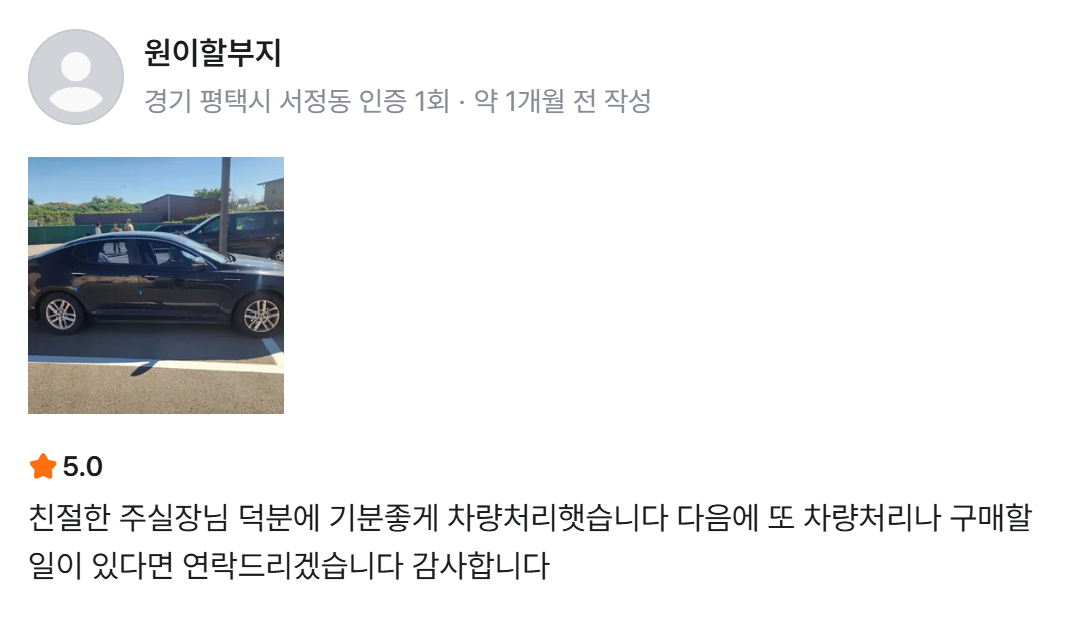 원이할부지
경기 평택시 서정동 인증 1회 · 약 1개월 전 작성
5.0
친절한 주실장님 덕분에 기분좋게 차량처리햇습니다 다음에 또 차량처리나 구매할
일이 있다면 연락드리겠습니다 감사합니다